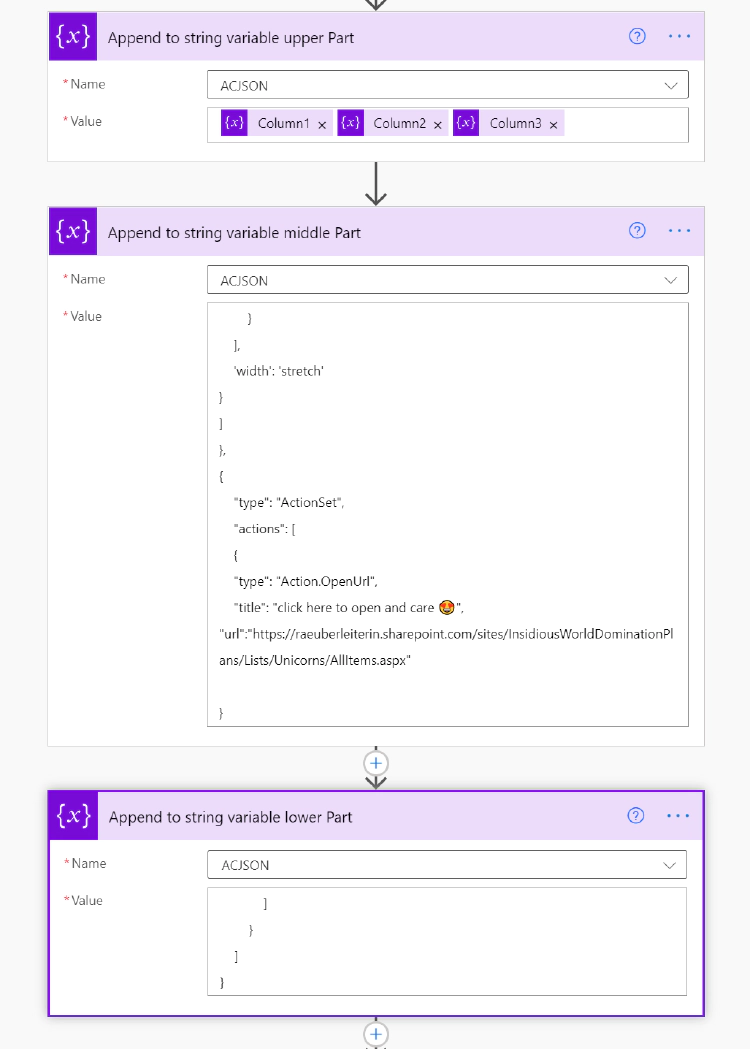 {x} Append to string variable upper Part ? ...
* Name ACJSON
* Value {x} Column1 × {x} Column2 × {x} Column3 ×
{x} Append to string variable middle Part ? ...
* Name ACJSON
* Value
}
],
'width': 'stretch'
}
]
},
{
"type": "ActionSet",
"actions": [
{
"type": "Action.OpenUrl",
"title": "click here to open and care 🤩",
"url":"https://raeuberleiterin.sharepoint.com/sites/InsidiousWorldDominationPl
ans/Lists/Unicorns/AllItems.aspx"
}
{x} Append to string variable lower Part ? ...
* Name ACJSON
* Value
]
}
]
}